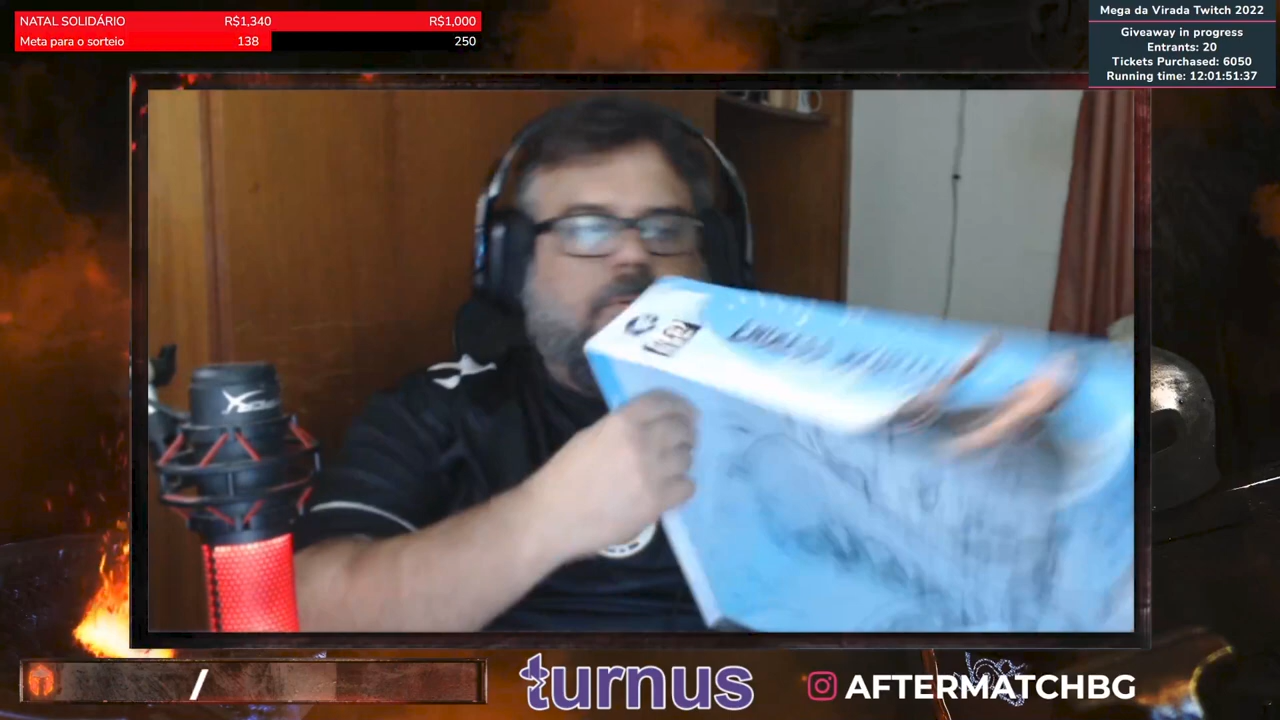 NATAL SOLIDÁRIO R$1,340 R$1,000
Meta para o sorteio 138 250
Mega da Virada Twitch 2022
Giveaway in progress
Entrants: 20
Tickets Purchased: 6050
Running time: 12:01:51:37
/
turnus
AFTERMATCHBG